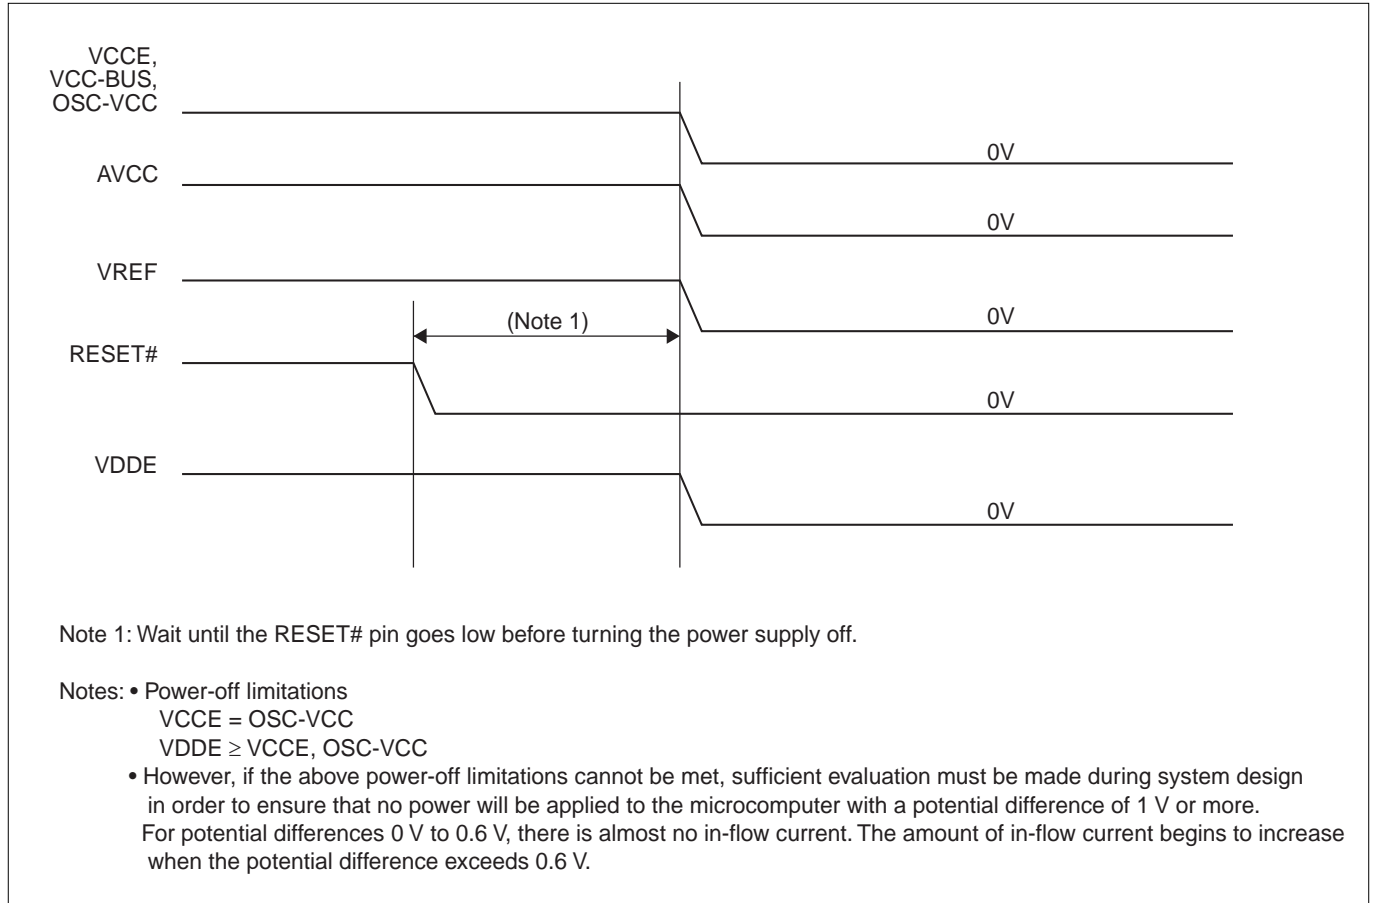 VCCE,
VCC-BUS,
OSC-VCC
0V
AVCC
0V
VREF
0V
(Note 1)
RESET#
0V
VDDE
0V
Note 1: Wait until the RESET# pin goes low before turning the power supply off.
Notes: • Power-off limitations
VCCE = OSC-VCC
VDDE ≥ VCCE, OSC-VCC
• However, if the above power-off limitations cannot be met, sufficient evaluation must be made during system design
in order to ensure that no power will be applied to the microcomputer with a potential difference of 1 V or more.
For potential differences 0 V to 0.6 V, there is almost no in-flow current. The amount of in-flow current begins to increase
when the potential difference exceeds 0.6 V.